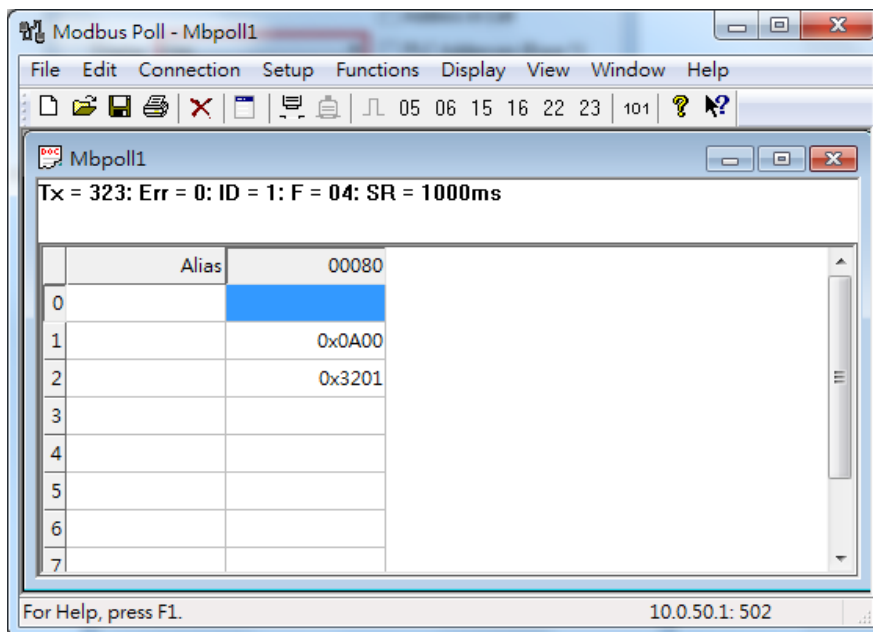 Modbus Poll - Mbpoll1
File Edit Connection Setup Functions Display View Window Help
05 06 15 16 22 23 101
Mbpoll1
Tx = 323: Err = 0: ID = 1: F = 04: SR = 1000ms
Alias 00080
0
1 0x0A00
2 0x3201
3
4
5
6
7
For Help, press F1. 10.0.50.1: 502